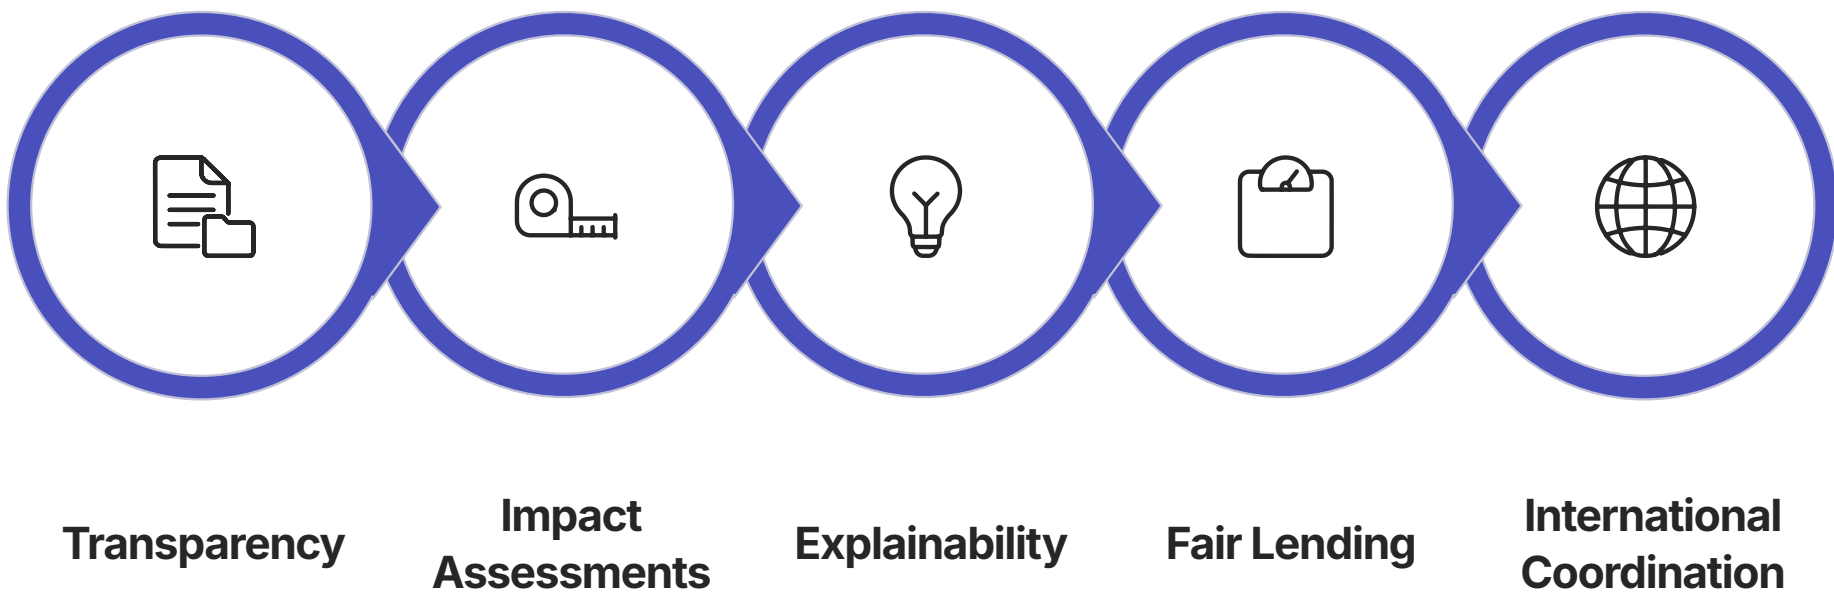 Transparency
Impact
Assessments
Explainability
Fair Lending
International
Coordination